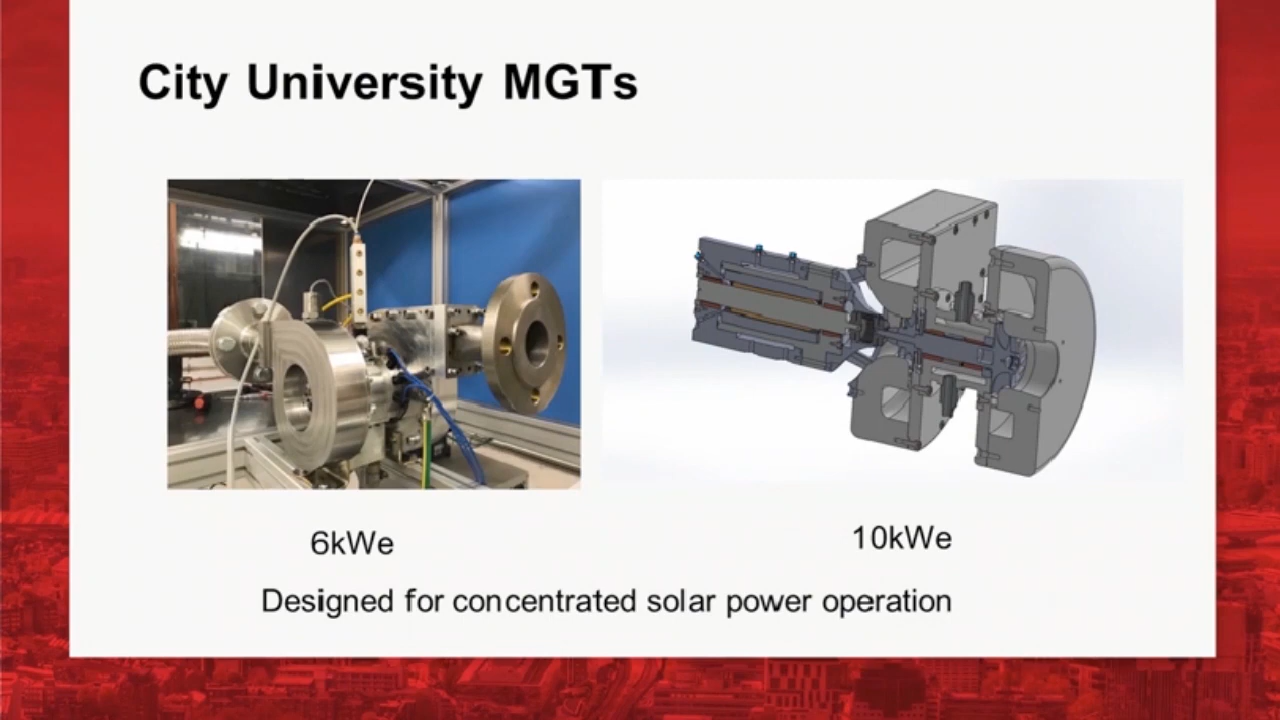 City University MGTs
6kWe
10kWe
Designed for concentrated solar power operation